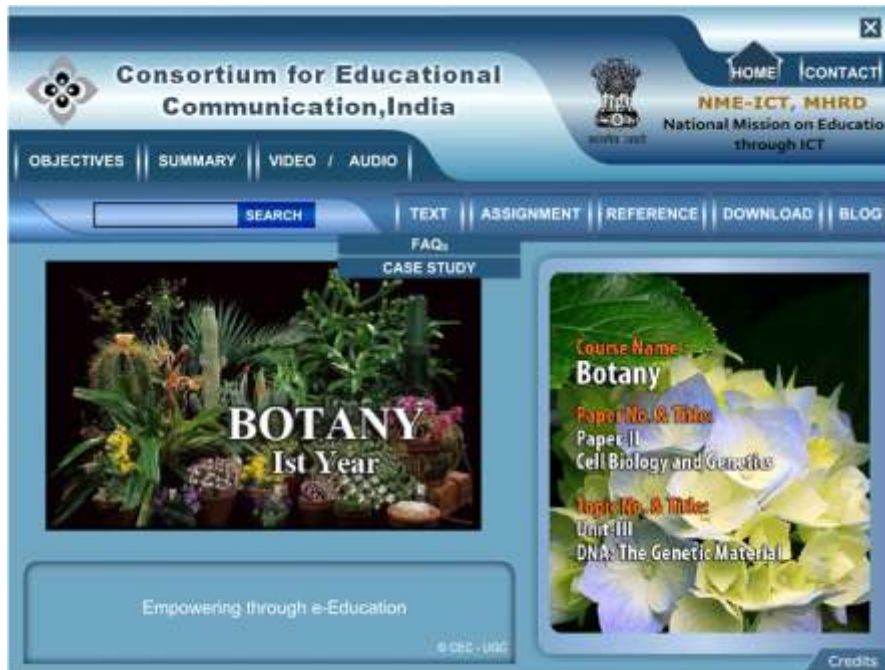 Consortium for Educational
Communication,India
HOME CONTACT
NME-ICT, MHRD
National Mission on Educatio
through ICT
OBJECTIVES SUMMARY VIDEO / AUDIO
SEARCH TEXT ASSIGNMENT REFERENCE DOWNLOAD BLOG
FAQs
CASE STUDY
BOTANY
Ist Year
Course Name :
Botany
Paper No. & Title:
Paper-II
Cell Biology and Genetics
Topic No. & Title:
Unit-III
DNA: The Genetic Material
Empowering through e-Education
© CEC - UGC
Credits